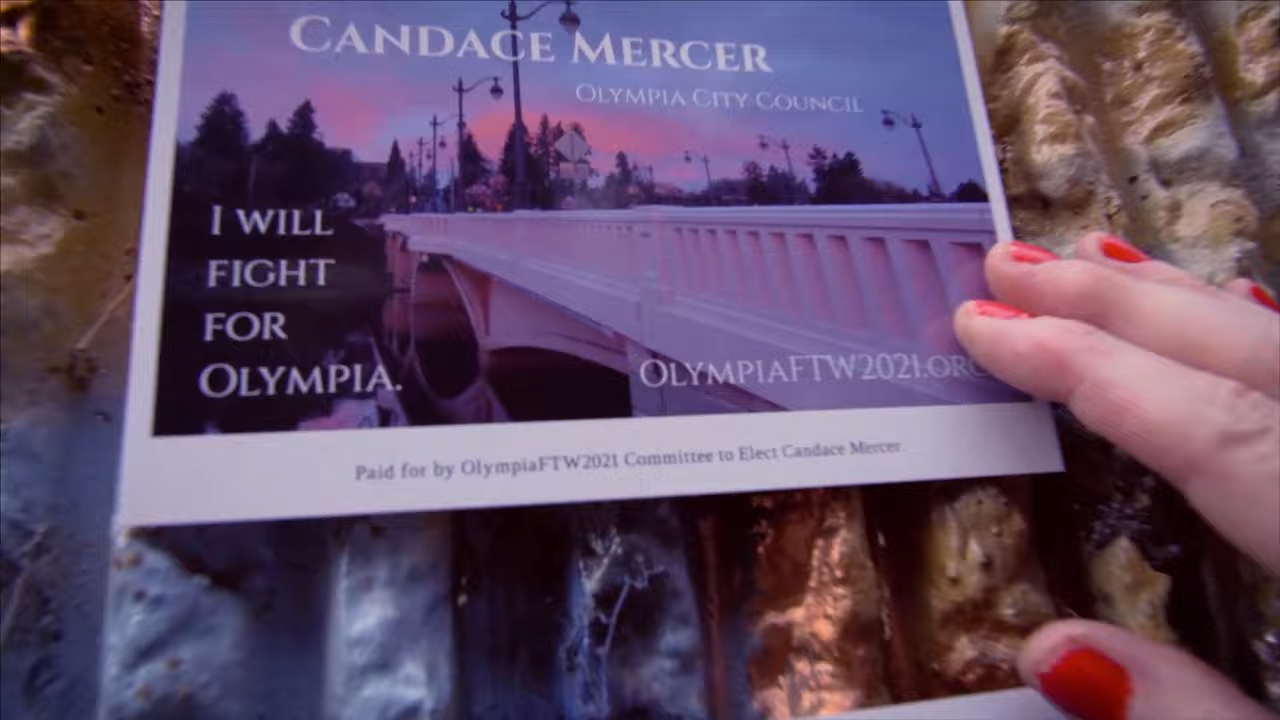 CANDACE MERCER
OLYMPIA CITY COUNCIL
I WILL
FIGHT
FOR
OLYMPIA.
OLYMPIAFTW2021.ORG
Paid for by OlympiaFTW2021 Committee to Elect Candace Mercer